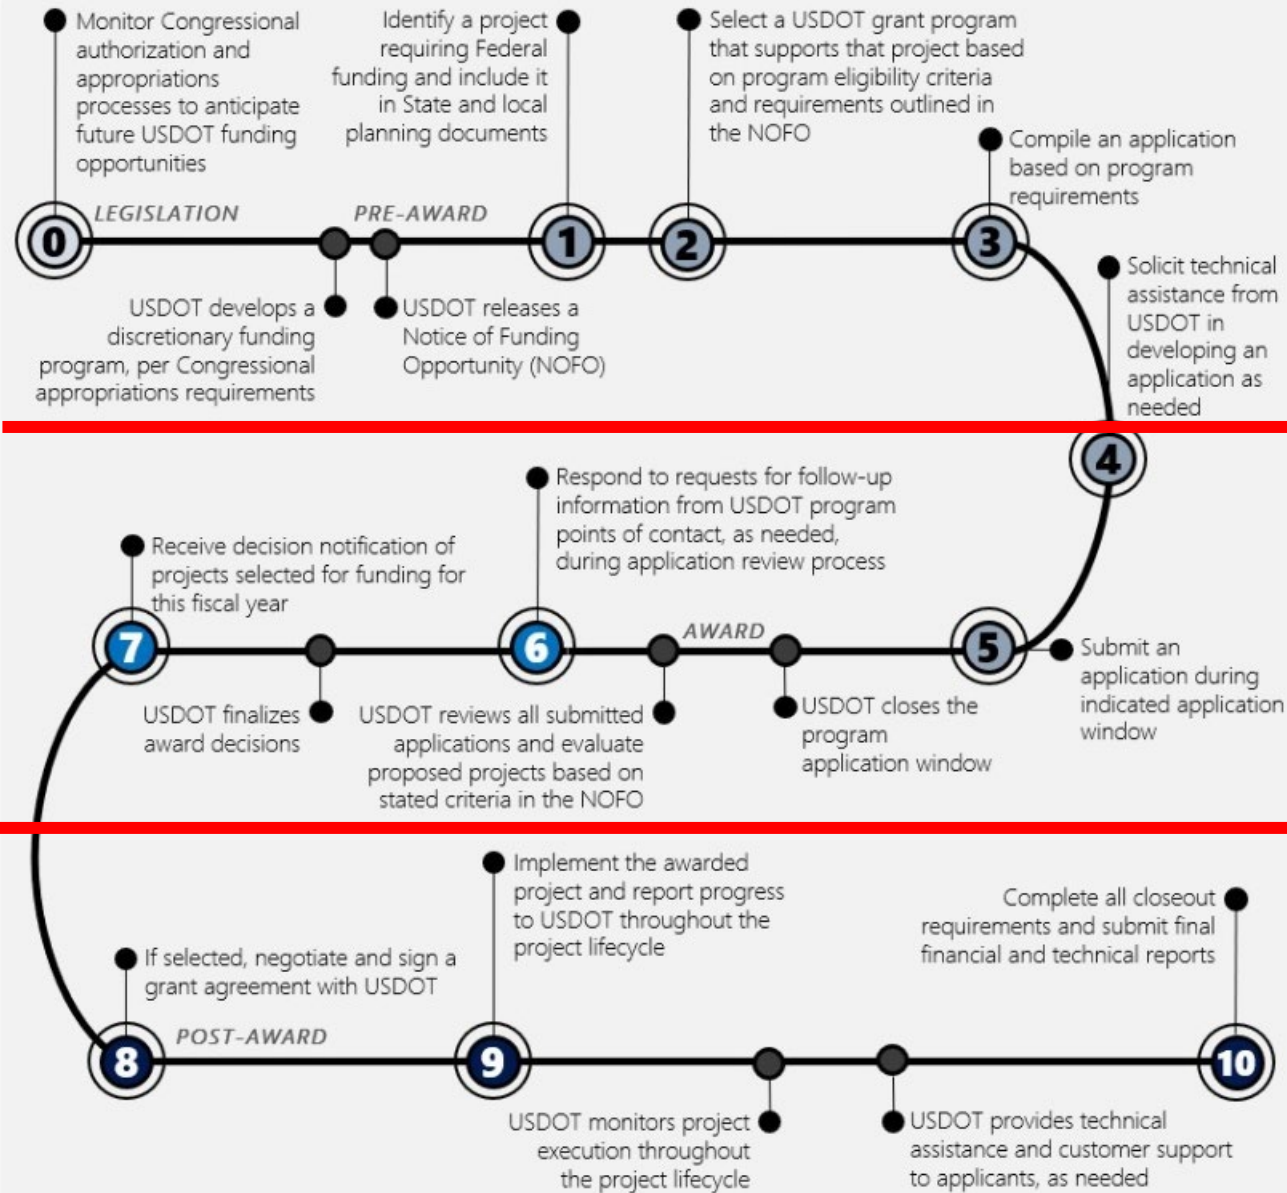 Monitor Congressional
authorization and
appropriations
processes to anticipate
future USDOT funding
opportunities
Identify a project
requiring Federal
funding and include it
in State and local
planning documents
Select a USDOT grant program
that supports that project based
on program eligibility criteria
and requirements outlined in
the NOFO
Compile an application
based on program
requirements
LEGISLATION
PRE-AWARD
0
1
2
3
USDOT develops a
discretionary funding
program, per Congressional
appropriations requirements
USDOT releases a
Notice of Funding
Opportunity (NOFO)
Solicit technical
assistance from
USDOT in
developing an
application as
needed
4
Respond to requests for follow-up
information from USDOT program
points of contact, as needed,
during application review process
Receive decision notification of
projects selected for funding for
this fiscal year
AWARD
7
6
5
Submit an
application during
indicated application
window
USDOT finalizes
award decisions
USDOT reviews all submitted
applications and evaluate
proposed projects based on
stated criteria in the NOFO
USDOT closes the
program
application window
Implement the awarded
project and report progress
to USDOT throughout the
project lifecycle
Complete all closeout
requirements and submit final
financial and technical reports
If selected, negotiate and sign a
grant agreement with USDOT
POST-AWARD
8
9
10
USDOT monitors project
execution throughout
the project lifecycle
USDOT provides technical
assistance and customer support
to applicants, as needed